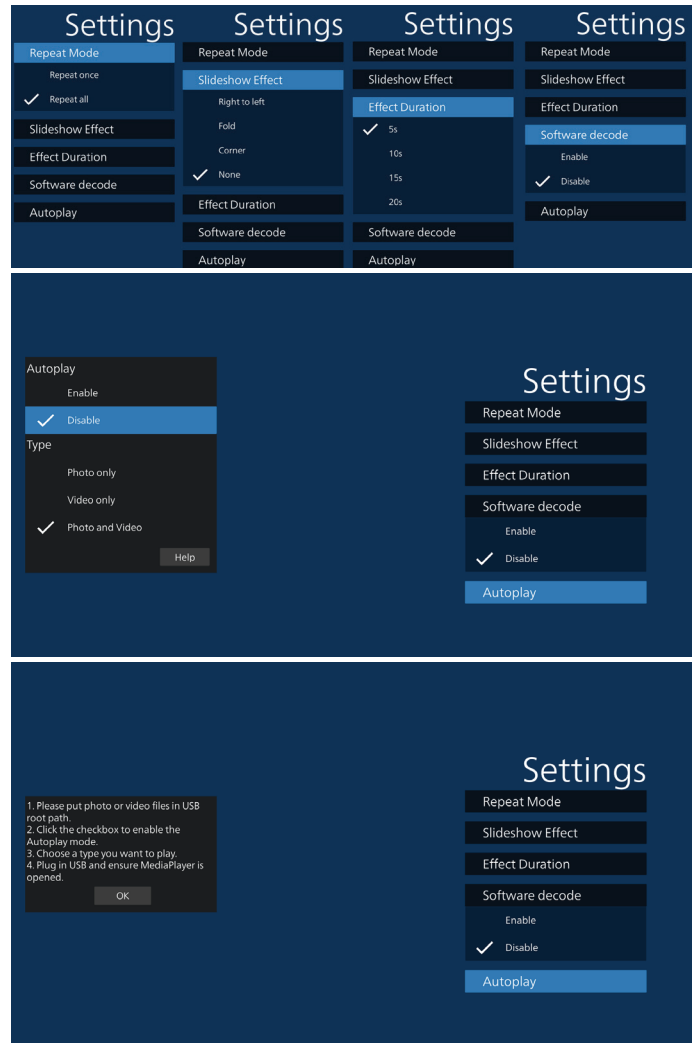 Settings
Repeat Mode
Repeat once
Repeat all
Slideshow Effect
Effect Duration
Software decode
Autoplay
Settings
Repeat Mode
Slideshow Effect
Right to left
Fold
Corner
None
Effect Duration
Software decode
Autoplay
Settings
Repeat Mode
Slideshow Effect
Effect Duration
5s
10s
15s
20s
Software decode
Autoplay
Settings
Repeat Mode
Slideshow Effect
Effect Duration
Software decode
Enable
Disable
Autoplay
Autoplay
Enable
Disable
Type
Photo only
Video only
Photo and Video
Help
Settings
Repeat Mode
Slideshow Effect
Effect Duration
Software decode
Enable
Disable
Autoplay
1. Please put photo or video files in USB
root path.
2. Click the checkbox to enable the
Autoplay mode.
3. Choose a type you want to play.
4. Plug in USB and ensure MediaPlayer is
opened.
OK
Settings
Repeat Mode
Slideshow Effect
Effect Duration
Software decode
Enable
Disable
Autoplay